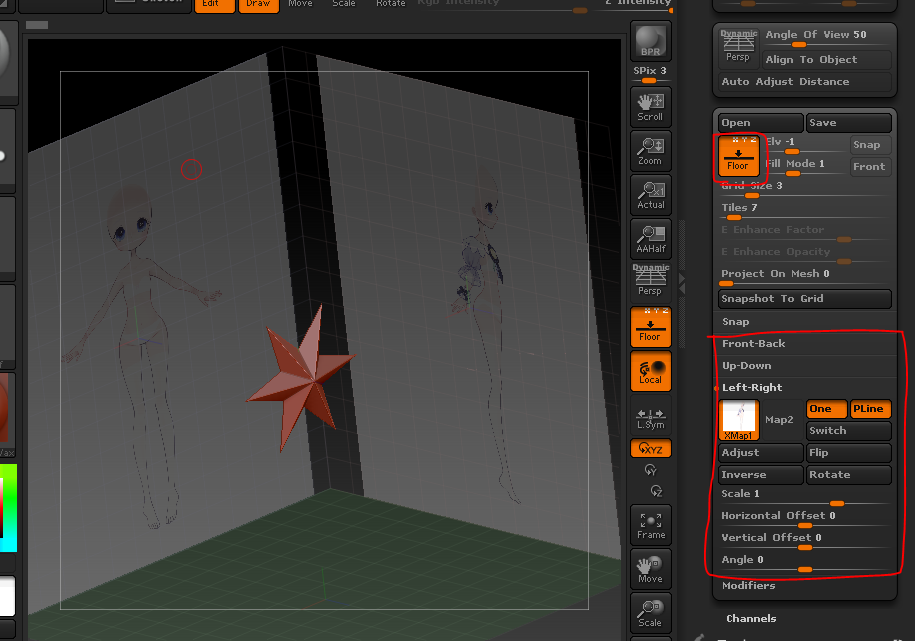 Edit Draw Move Scale Rotate Rgb Intensity Z Intensity
BPR
SPix 3
Scroll
Zoom
Actual
AAHalf
Dynamic
Persp
X Y Z
Floor
Local
L.Sym
XYZ
Y
Z
Frame
Move
Scale
Dynamic
Persp
Angle Of View 50
Align To Object
Auto Adjust Distance
Open Save
X Y Z
Floor
Elv -1 Snap
Fill Mode 1 Front
Grid Size 3
Tiles 7
E Enhance Factor
E Enhance Opacity
Project On Mesh 0
Snapshot To Grid
Snap
Front-Back
Up-Down
Left-Right
XMap1
Map2
One PLine
Switch
Adjust Flip
Inverse Rotate
Scale 1
Horizontal Offset 0
Vertical Offset 0
Angle 0
Modifiers
Channels